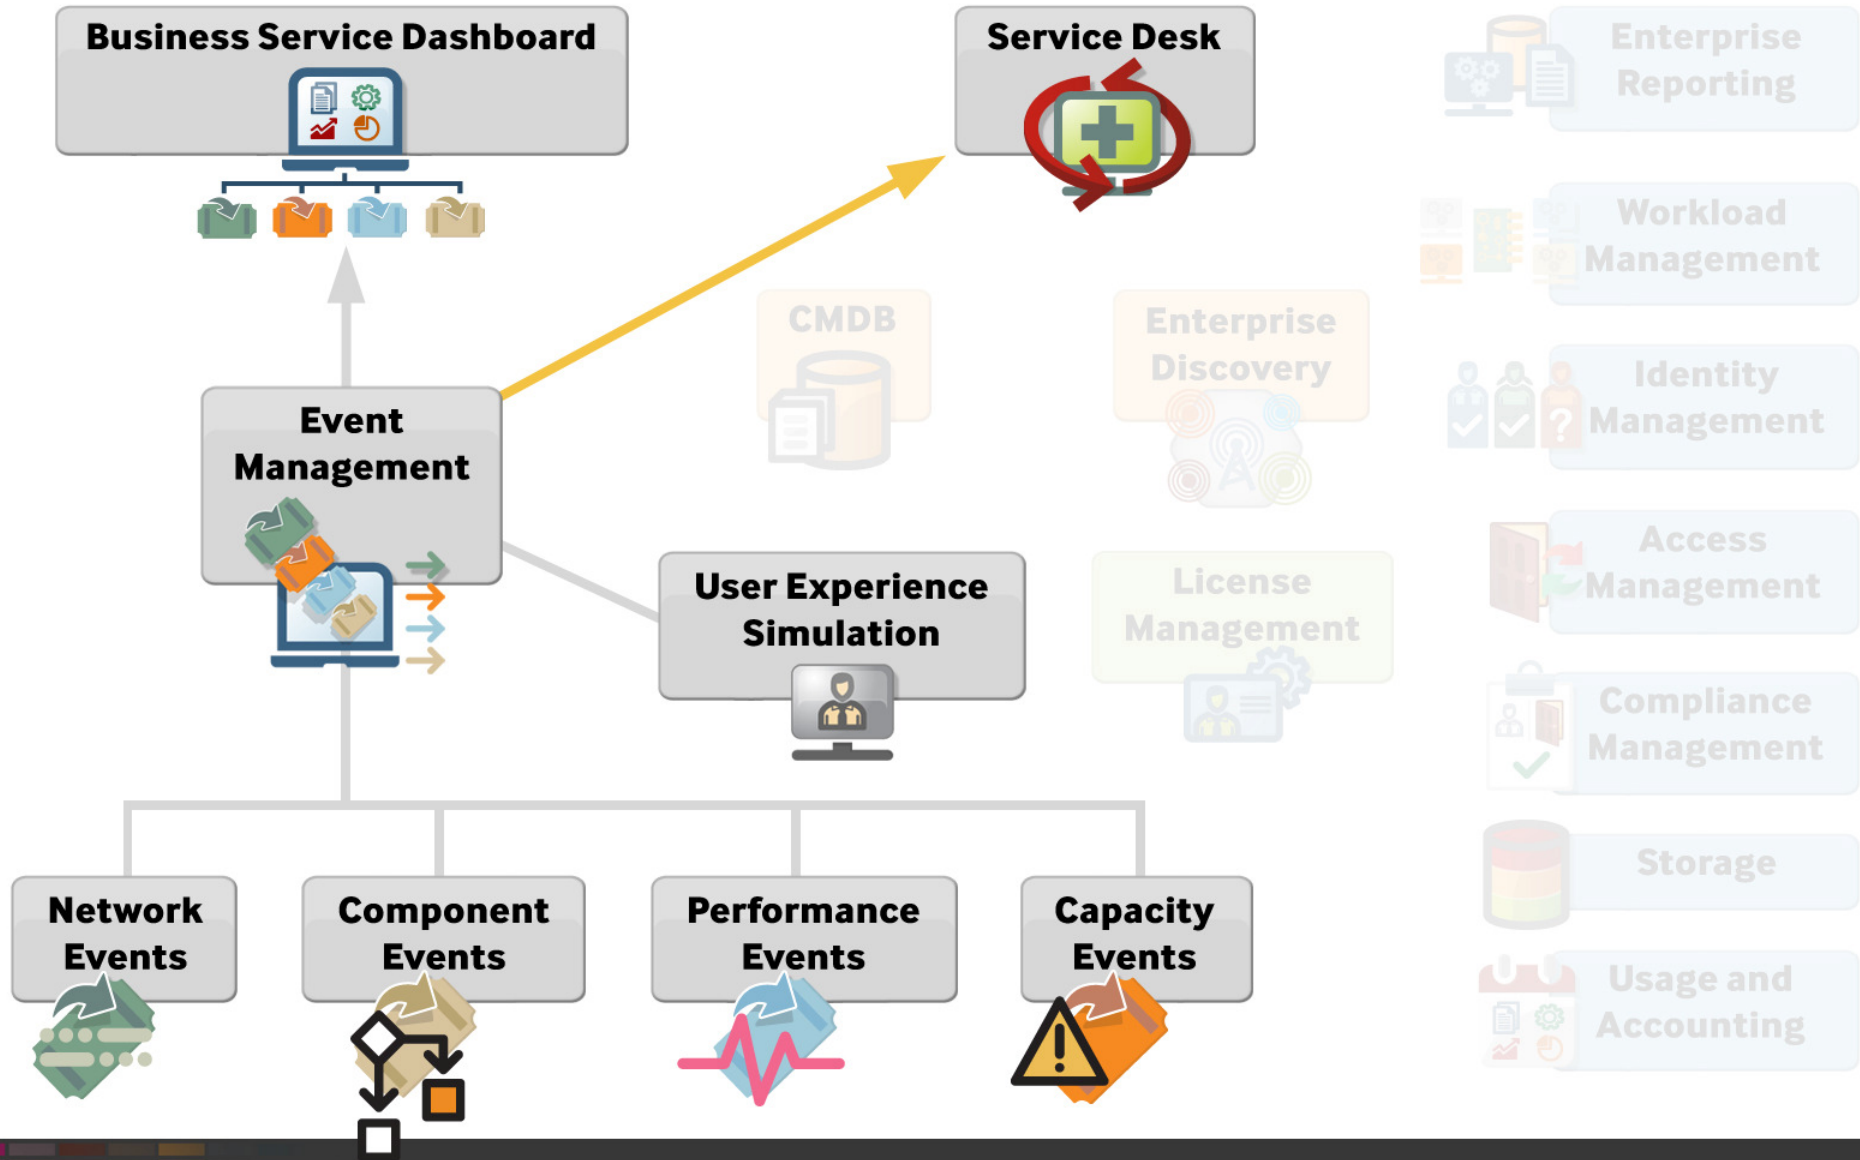 Business Service Dashboard
Service Desk
Enterprise
Reporting
Workload
Management
CMDB
Enterprise
Discovery
Identity
Management
Event
Management
Access
Management
User Experience
Simulation
License
Management
Compliance
Management
Storage
Network
Events
Component
Events
Performance
Events
Capacity
Events
Usage and
Accounting